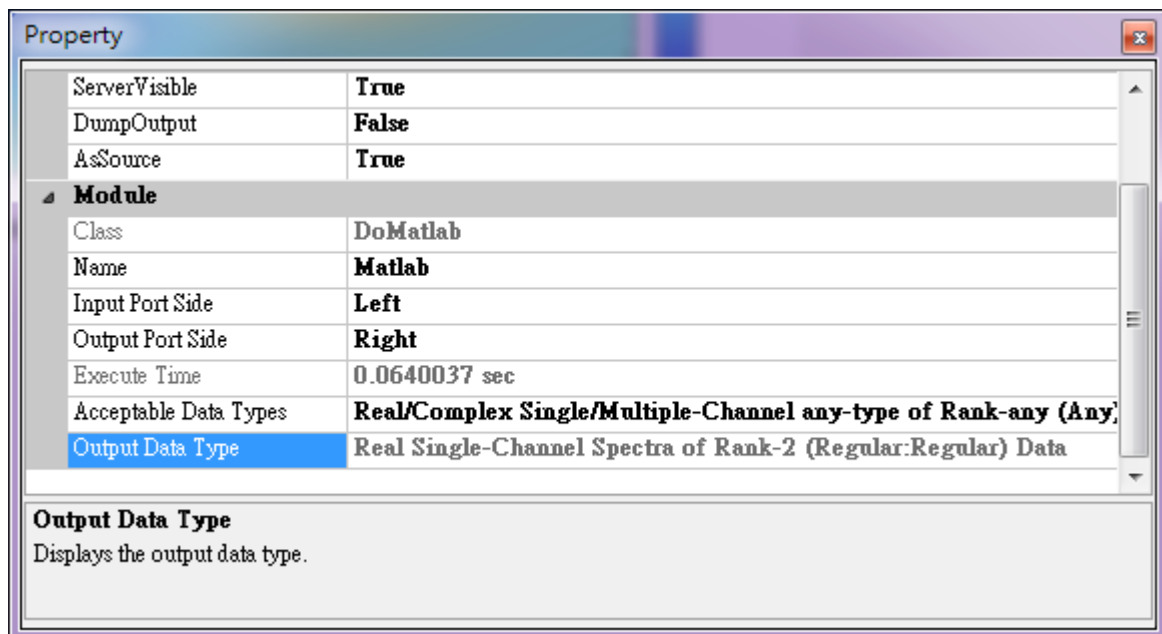 Property
ServerVisible True
DumpOutput False
AsSource True
Module
Class DoMatlab
Name Matlab
Input Port Side Left
Output Port Side Right
Execute Time 0.0640037 sec
Acceptable Data Types Real/Complex Single/Multiple-Channel any-type of Rank-any (Any)
Output Data Type Real Single-Channel Spectra of Rank-2 (Regular:Regular) Data
Output Data Type
Displays the output data type.